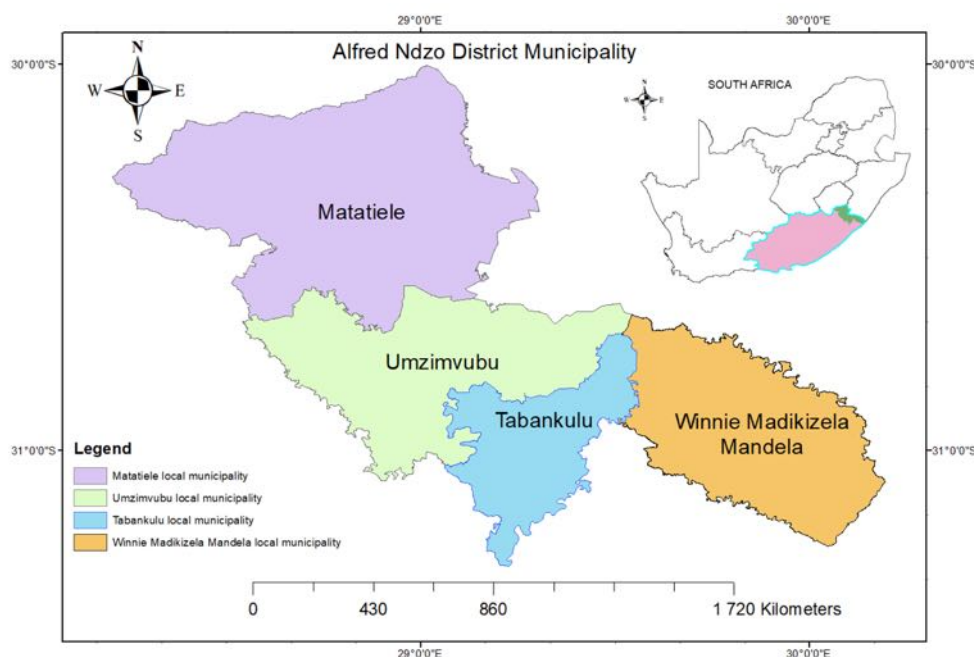 29°0'0"E
30°0'0"E
30°0'0"S
30°0'0"S
Alfred Ndzo District Municipality
N
W
E
S
SOUTH AFRICA
Matatiele
Umzimvubu
Tabankulu
Winnie Madikizela
Mandela
31°0'0"S
31°0'0"S
Legend
Matatiele local municipality
Umzimvubu local municipality
Tabankulu local municipality
Winnie Madikizela Mandela local municipality
0
430
860
1 720 Kilometers
29°0'0"E
30°0'0"E